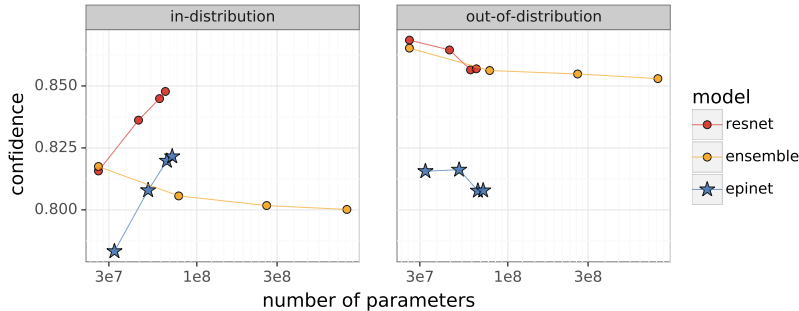 in-distribution
out-of-distribution
confidence
0.850
0.825
0.800
3e7
1e8
3e8
3e7
1e8
3e8
number of parameters
model
resnet
ensemble
epinet